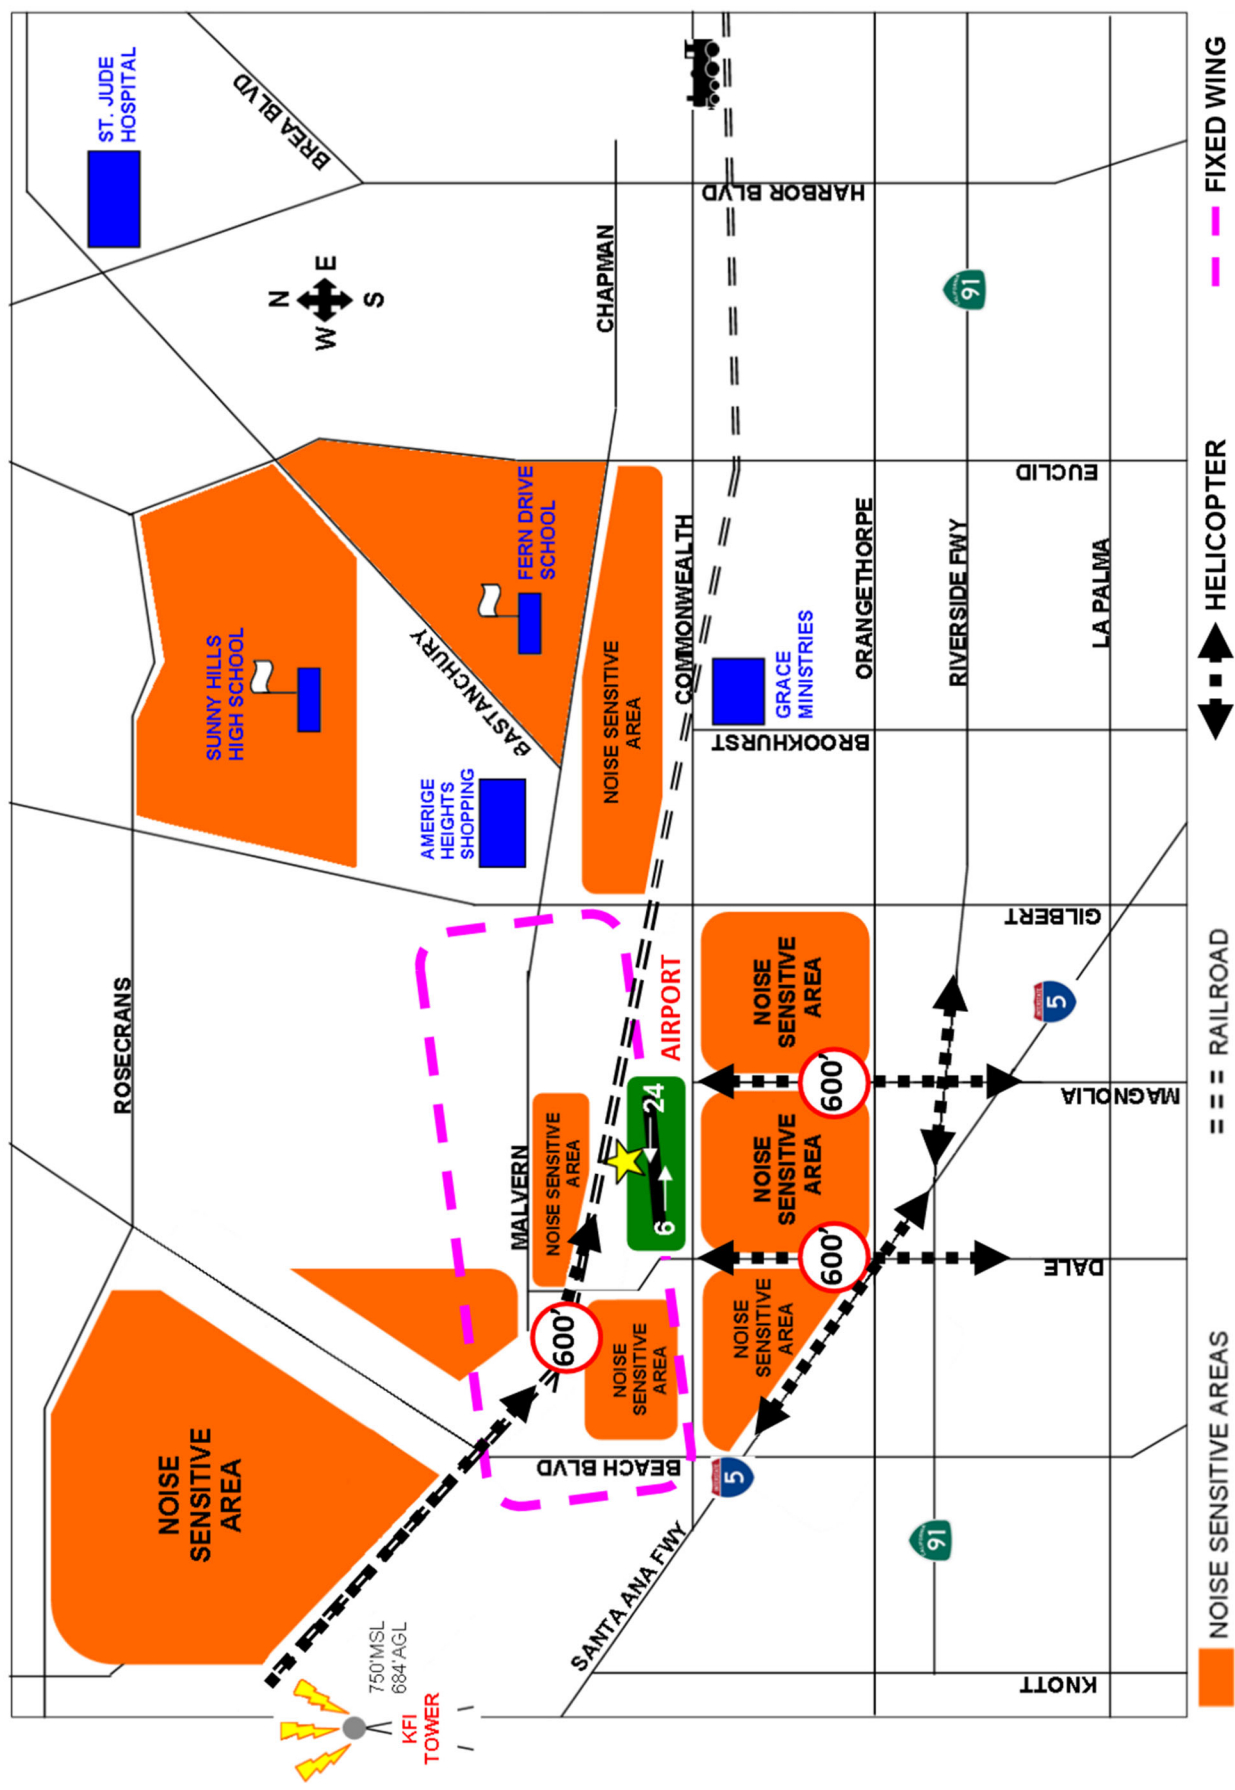 ST. JUDE
HOSPITAL
BREA BLVD
HARBOR BLVD
N
W
E
S
CHAPMAN
91
EUCLID
SUNNY HILLS
HIGH SCHOOL
FERN DRIVE
SCHOOL
BASTANCHURY
COMMONWEALTH
ORANGETHORPE
RIVERSIDE FWY
LA PALMA
AMERIGE
HEIGHTS
SHOPPING
NOISE SENSITIVE
AREA
GRACE
MINISTRIES
BROOKHURST
GILBERT
ROSECRANS
MALVERN
AIRPORT
NOISE SENSITIVE
AREA
24
6
NOISE
SENSITIVE
AREA
600'
5
MAGNOLIA
NOISE
SENSITIVE
AREA
600'
DALE
NOISE
SENSITIVE
AREA
600'
NOISE
SENSITIVE
AREA
NOISE
SENSITIVE
AREA
BEACH BLVD
5
91
SANTA ANA FWY
KNOTT
750'MSL
684'AGL
KFI
TOWER
NOISE SENSITIVE AREAS
= = = RAILROAD
HELICOPTER
FIXED WING